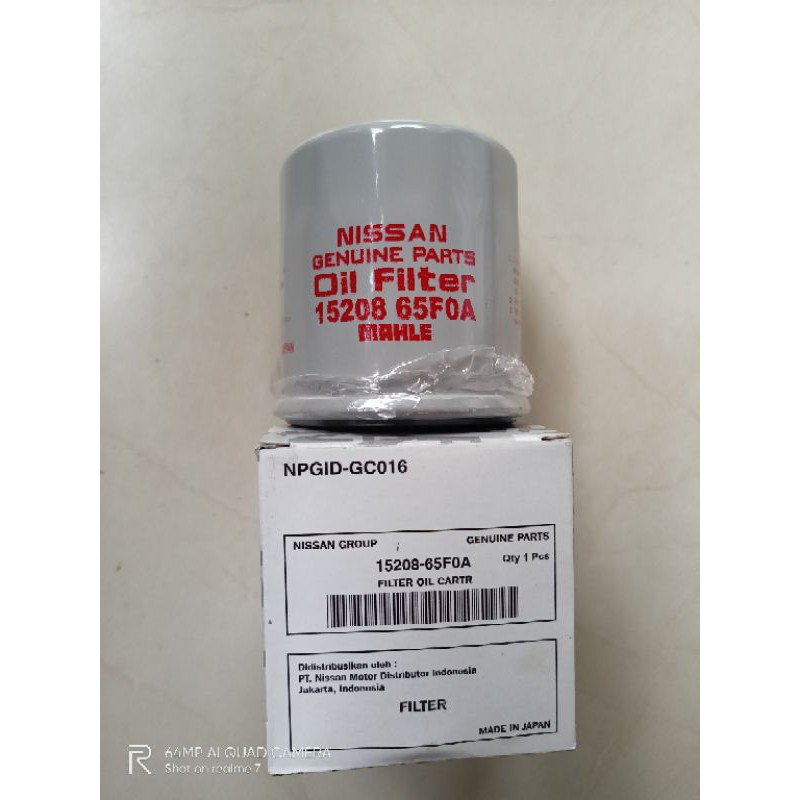 NISSAN
GENUINE PARTS
Oil Filter
15208 65F0A
MAHLE
NPGID-GC016
NISSAN GROUP
GENUINE PARTS
15208-65F0A
Qty 1 Pcs
FILTER OIL CARTR
Didistribusikan oleh :
PT. Nissan Motor Distributor Indonesia
Jakarta, Indonesia
FILTER
MADE IN JAPAN
R
64MP AI QUAD CAMERA
Shot on realme 7